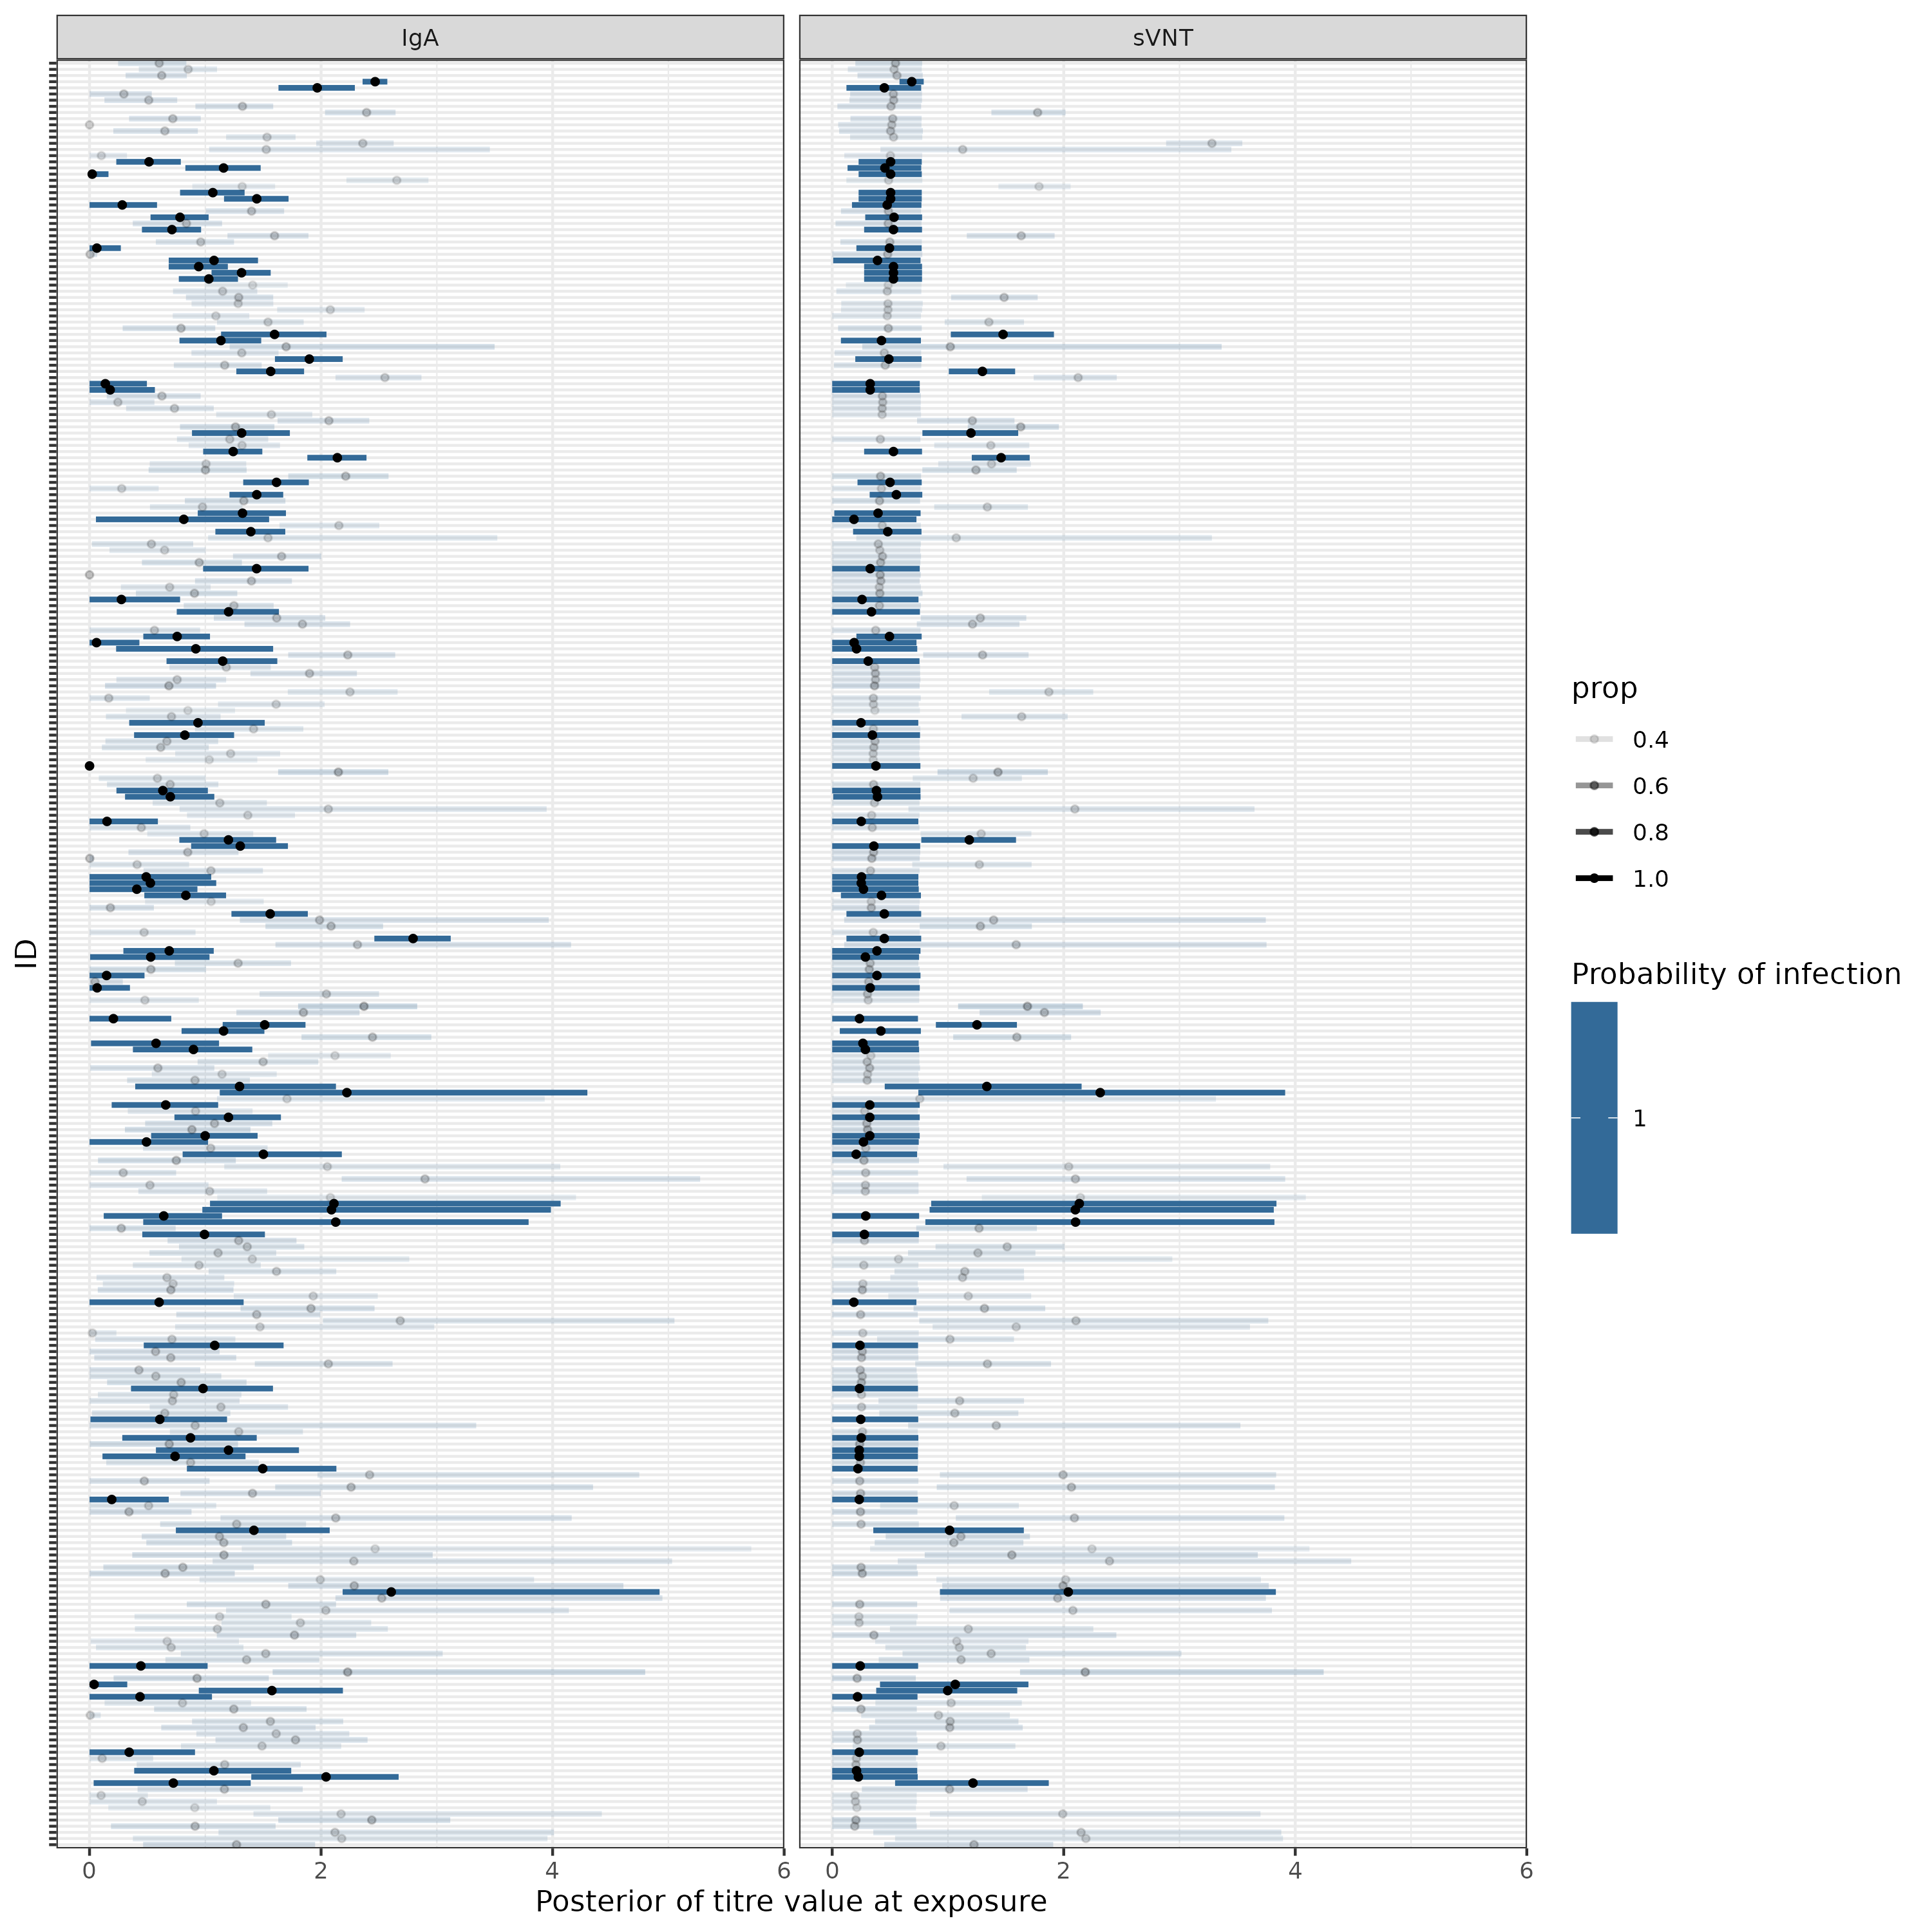 IgA
sVNT
ID
0
2
4
6
0
2
4
6
Posterior of titre value at exposure
prop
0.4
0.6
0.8
1.0
Probability of infection
1